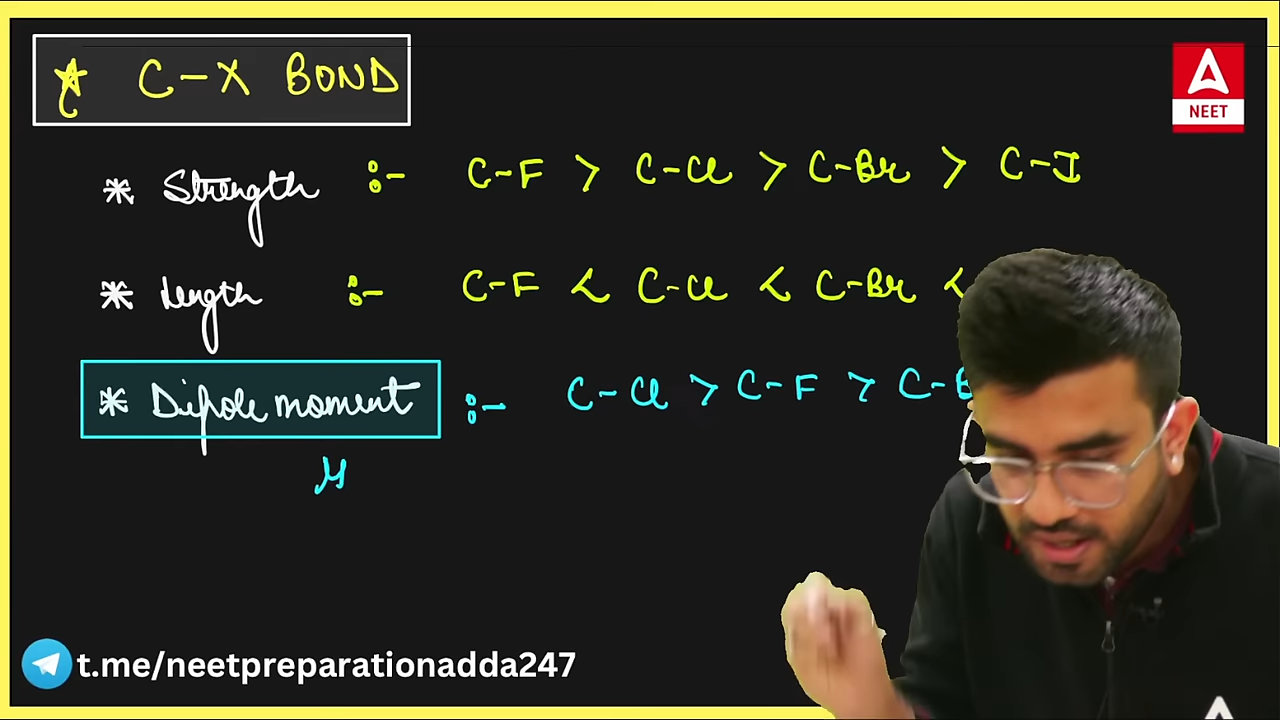 * C-X BOND
NEET
* Strength :- C-F > C-Cl > C-Br > C-I
* Length :- C-F < C-Cl < C-Br <
* Dipole moment :- C-Cl > C-F > C-B
μ
t.me/neetpreparationadda247